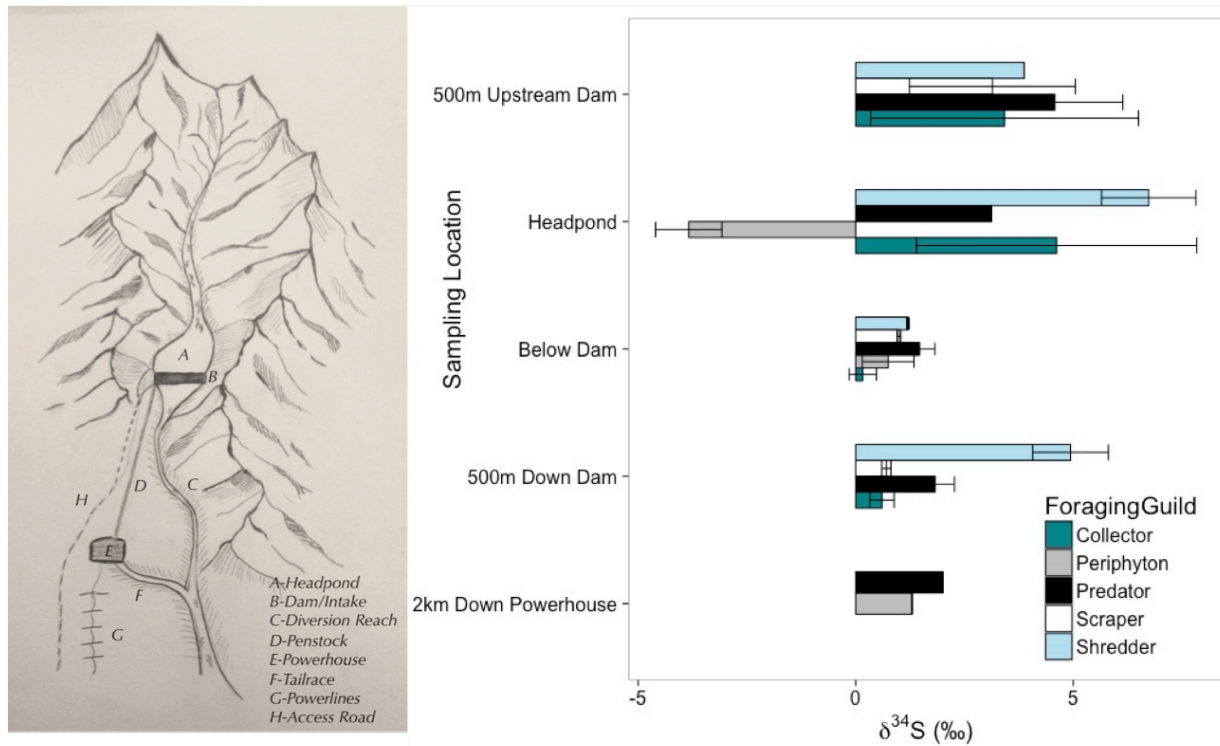 A
B
C
D
H
E
F
G
A-Headpond
B-Dam/Intake
C-Diversion Reach
D-Penstock
E-Powerhouse
F-Tailrace
G-Powerlines
H-Access Road
Sampling Location
500m Upstream Dam
Headpond
Below Dam
500m Down Dam
2km Down Powerhouse
ForagingGuild
Collector
Periphyton
Predator
Scraper
Shredder
-5 0 5
δ³⁴S (‰)